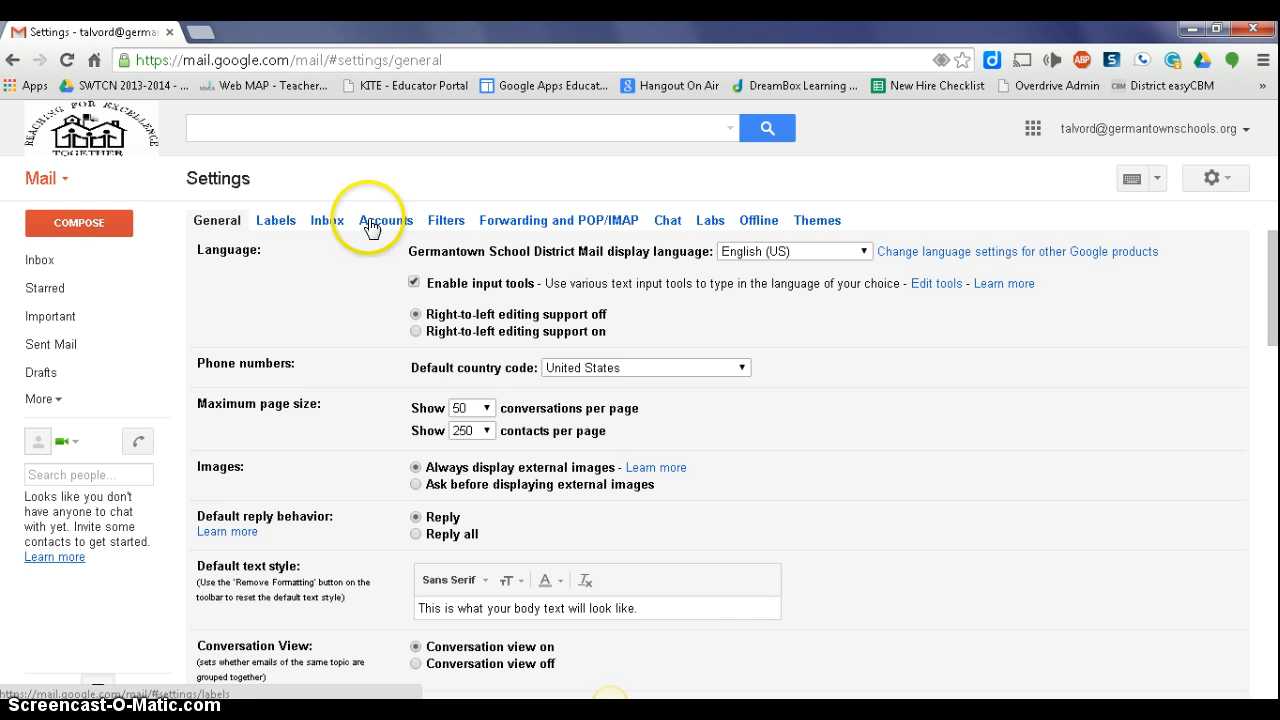 Settings - talvord@germa
https://mail.google.com/mail/#settings/general
Apps SWTCN 2013-2014 - ... Web MAP - Teacher... KITE - Educator Portal Google Apps Educat... Hangout On Air DreamBox Learning ... New Hire Checklist Overdrive Admin CBM District easyCBM »
REACHING FOR EXCELLENCE
TOGETHER
talvord@germantownschools.org
Mail
Settings
COMPOSE
General Labels Inbox Accounts Filters Forwarding and POP/IMAP Chat Labs Offline Themes
Inbox
Starred
Important
Sent Mail
Drafts
More
Search people...
Looks like you don't
have anyone to chat
with yet. Invite some
contacts to get started.
Learn more
Language:
Germantown School District Mail display language: English (US) Change language settings for other Google products
Enable input tools - Use various text input tools to type in the language of your choice - Edit tools - Learn more
Right-to-left editing support off
Right-to-left editing support on
Phone numbers:
Default country code: United States
Maximum page size:
Show 50 conversations per page
Show 250 contacts per page
Images:
Always display external images - Learn more
Ask before displaying external images
Default reply behavior:
Learn more
Reply
Reply all
Default text style:
(Use the 'Remove Formatting' button on the
toolbar to reset the default text style)
Sans Serif
This is what your body text will look like.
Conversation View:
(sets whether emails of the same topic are
grouped together)
Conversation view on
Conversation view off
https://mail.google.com/mail/#settings/labels
Screencast-O-Matic.com